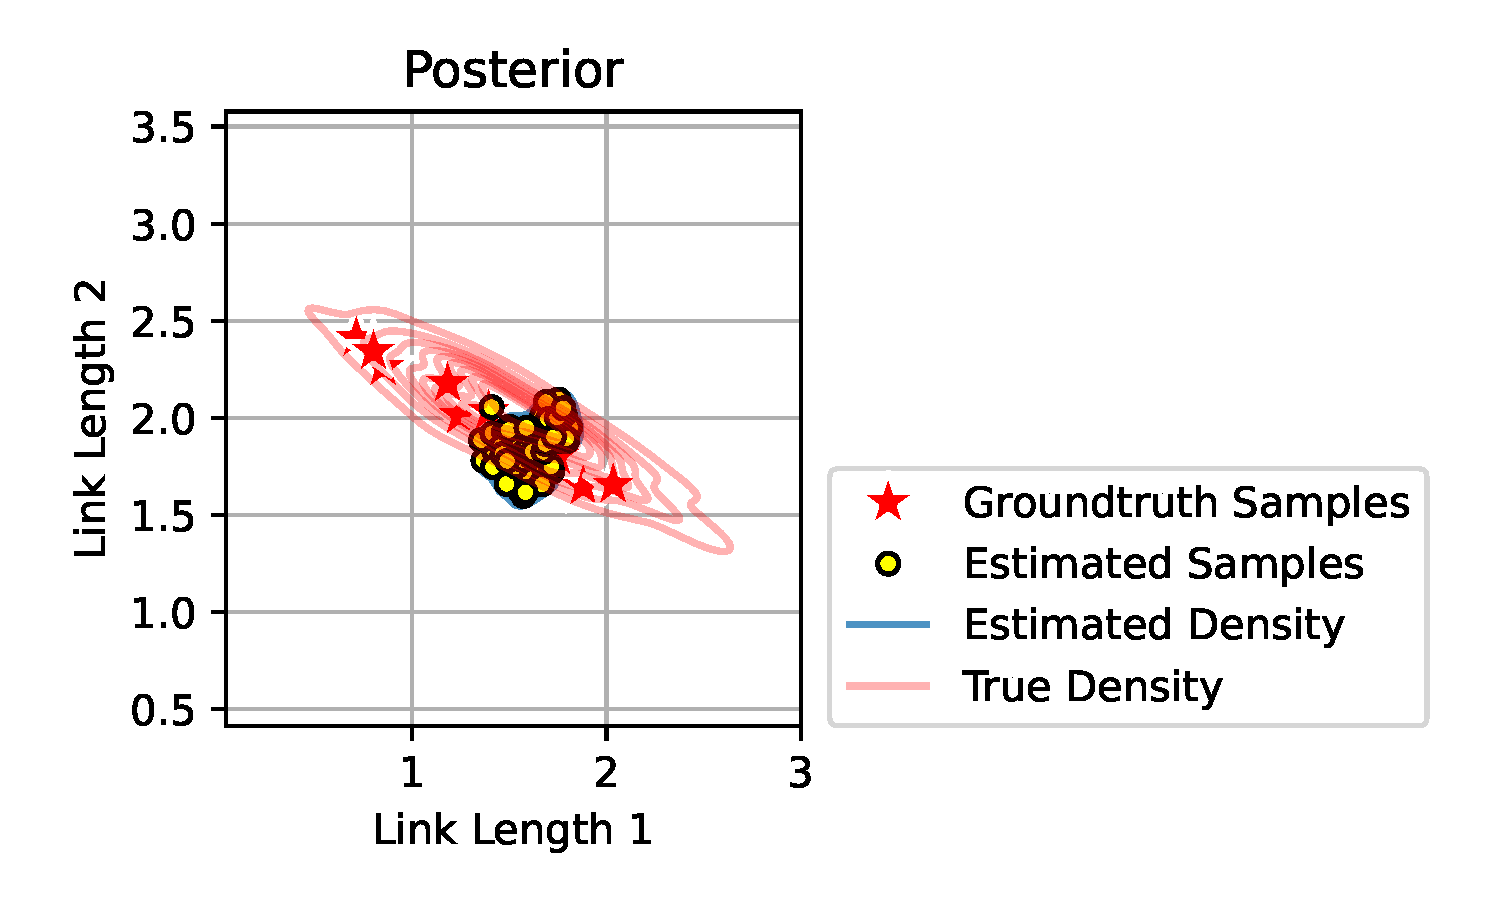 Posterior
3.5
3.0
2.5
2.0
1.5
1.0
0.5
Link Length 2
1 2 3
Link Length 1
Groundtruth Samples
Estimated Samples
Estimated Density
True Density